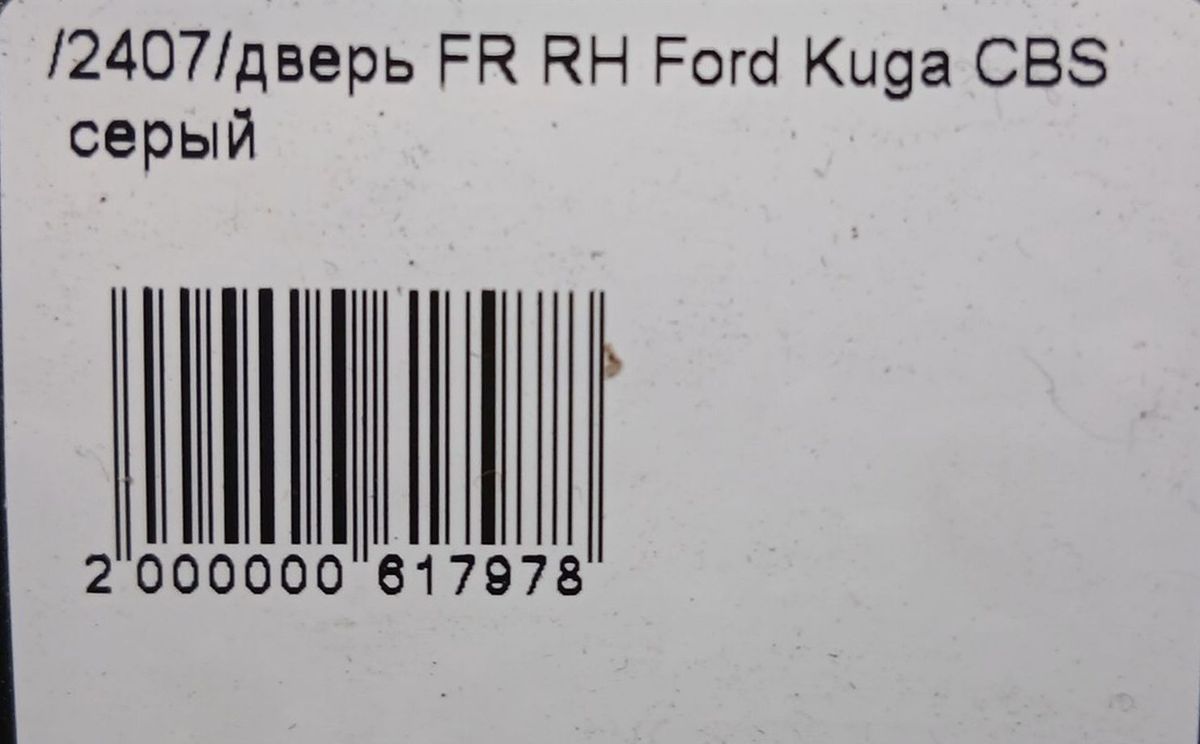 /2407/дверь FR RH Ford Kuga CBS
серый
2 000000 617978